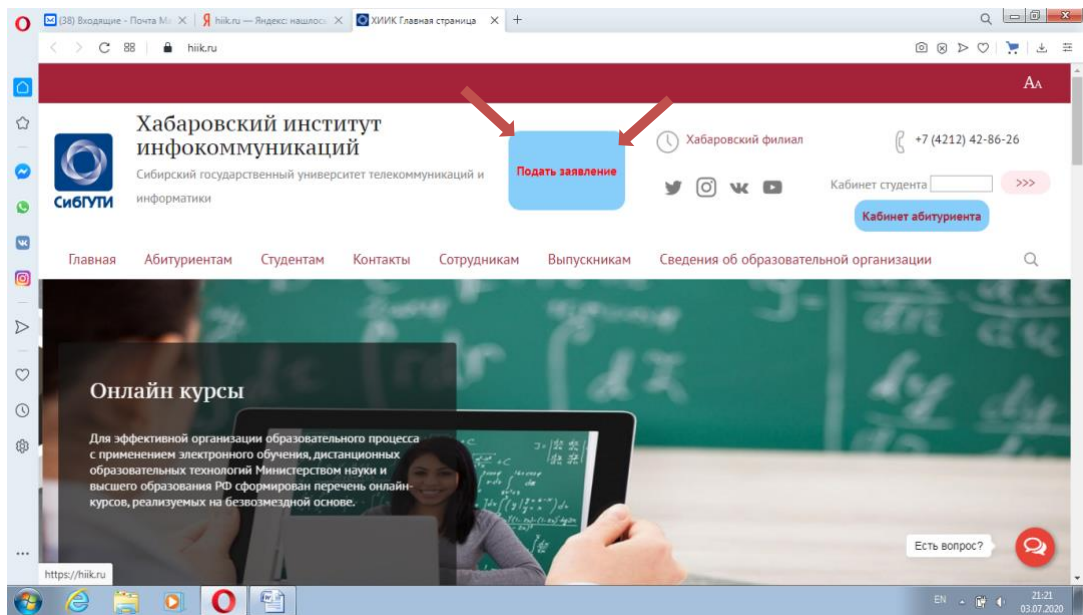 (38) Входящие - Почта Ma
hiik.ru — Яндекс: нашлось
ХИИК Главная страница
hiik.ru
AA
Хабаровский институт
инфокоммуникаций
Сибирский государственный университет телекоммуникаций и
информатики
СибГУТИ
Подать заявление
Хабаровский филиал
+7 (4212) 42-86-26
Кабинет студента
>>>
Кабинет абитуриента
Главная Абитуриентам Студентам Контакты Сотрудникам Выпускникам Сведения об образовательной организации
Онлайн курсы
Для эффективной организации образовательного процесса
с применением электронного обучения, дистанционных
образовательных технологий Министерством науки и
высшего образования РФ сформирован перечень онлайн-
курсов, реализуемых на безвозмездной основе.
Есть вопрос?
https://hiik.ru
EN
21:21
03.07.2020